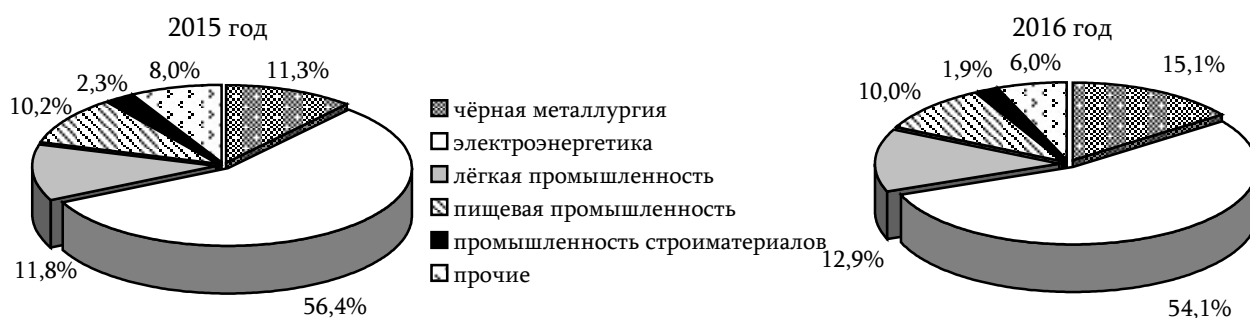 2015 год
8,0%
11,3%
2,3%
10,2%
11,8%
56,4%
чёрная металлургия
электроэнергетика
лёгкая промышленность
пищевая промышленность
промышленность стройматериалов
прочие
2016 год
6,0%
15,1%
1,9%
10,0%
12,9%
54,1%